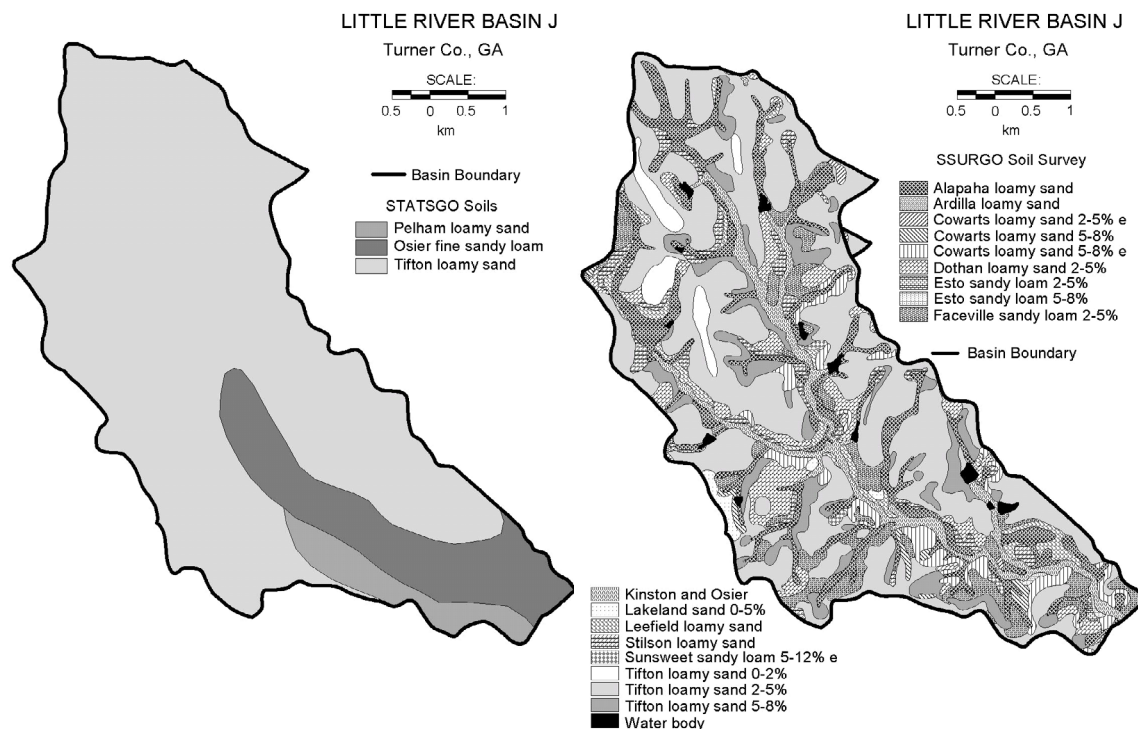 LITTLE RIVER BASIN J
Turner Co., GA
SCALE:
0.5 0 0.5 1
km
Basin Boundary
STATSGO Soils
Pelham loamy sand
Osier fine sandy loam
Tifton loamy sand
LITTLE RIVER BASIN J
Turner Co., GA
SCALE:
0.5 0 0.5 1
km
SSURGO Soil Survey
Alapaha loamy sand
Ardilla loamy sand
Cowarts loamy sand 2-5% e
Cowarts loamy sand 5-8%
Cowarts loamy sand 5-8% e
Dothan loamy sand 2-5%
Esto sandy loam 2-5%
Esto sandy loam 5-8%
Faceville sandy loam 2-5%
Basin Boundary
Kinston and Osier
Lakeland sand 0-5%
Leefield loamy sand
Stilson loamy sand
Sunsweet sandy loam 5-12% e
Tifton loamy sand 0-2%
Tifton loamy sand 2-5%
Tifton loamy sand 5-8%
Water body